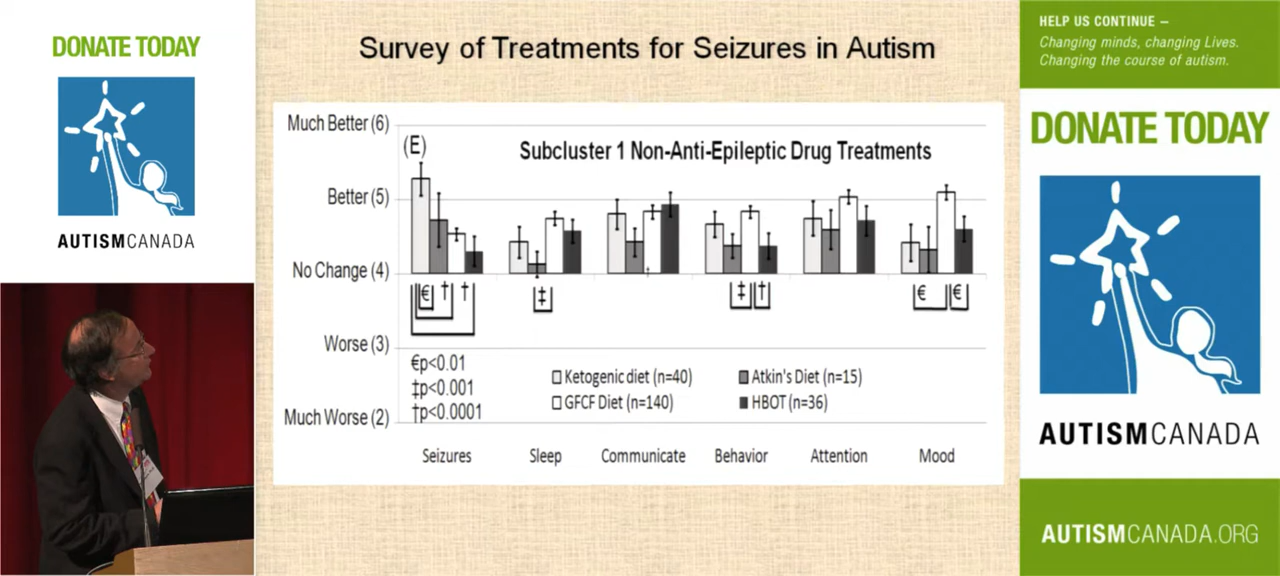 DONATE TODAY
AUTISMCANADA
Survey of Treatments for Seizures in Autism
Much Better (6)
(E)
Subcluster 1 Non-Anti-Epileptic Drug Treatments
Better (5)
No Change (4)
€ † † ‡ ‡ † € €
Worse (3)
€p<0.01
‡p<0.001
†p<0.0001
Ketogenic diet (n=40) Atkin's Diet (n=15)
GFCF Diet (n=140) HBOT (n=36)
Much Worse (2)
Seizures Sleep Communicate Behavior Attention Mood
HELP US CONTINUE –
Changing minds, changing Lives.
Changing the course of autism.
DONATE TODAY
AUTISMCANADA
AUTISMCANADA.ORG